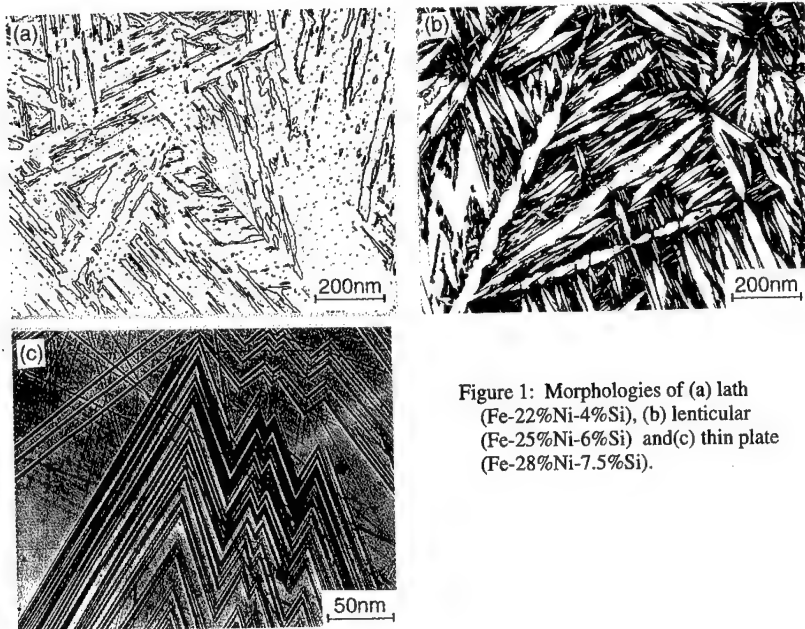 (a)
200nm
(b)
200nm
(c)
50nm
Figure 1: Morphologies of (a) lath
(Fe-22%Ni-4%Si), (b) lenticular
(Fe-25%Ni-6%Si) and(c) thin plate
(Fe-28%Ni-7.5%Si).